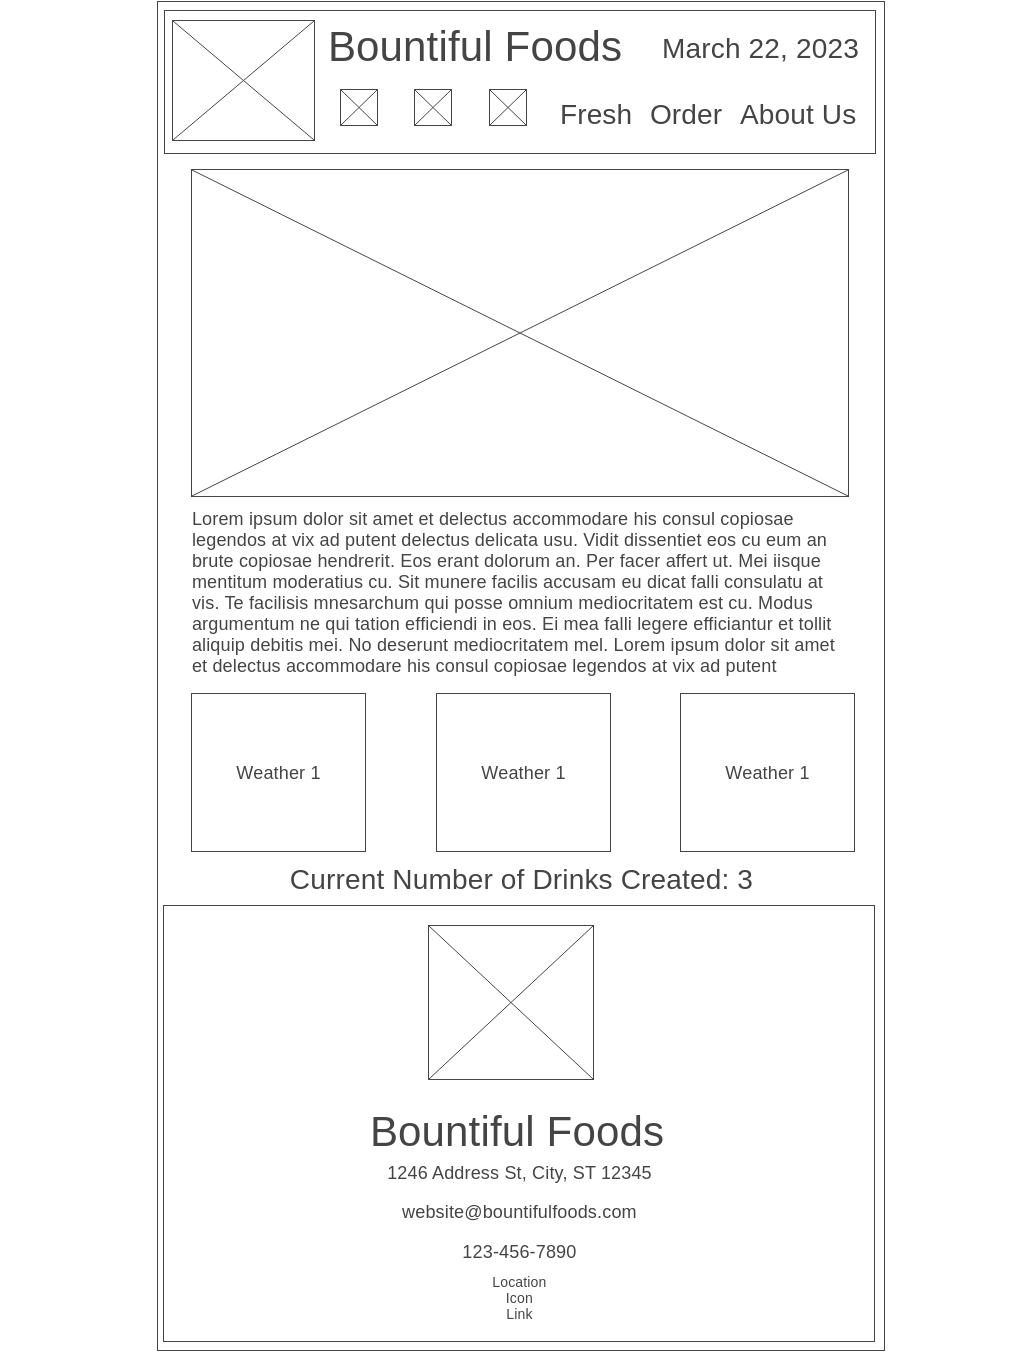 Bountiful Foods
March 22, 2023
Fresh Order About Us
Lorem ipsum dolor sit amet et delectus accommodare his consul copiosae
legendos at vix ad putent delectus delicata usu. Vidit dissentiet eos cu eum an
brute copiosae hendrerit. Eos erant dolorum an. Per facer affert ut. Mei iisque
mentitum moderatius cu. Sit munere facilis accusam eu dicat falli consulatu at
vis. Te facilisis mnesarchum qui posse omnium mediocritatem est cu. Modus
argumentum ne qui tation efficiendi in eos. Ei mea falli legere efficiantur et tollit
aliquip debitis mei. No deserunt mediocritatem mel. Lorem ipsum dolor sit amet
et delectus accommodare his consul copiosae legendos at vix ad putent
Weather 1
Weather 1
Weather 1
Current Number of Drinks Created: 3
Bountiful Foods
1246 Address St, City, ST 12345
website@bountifulfoods.com
123-456-7890
Location
Icon
Link